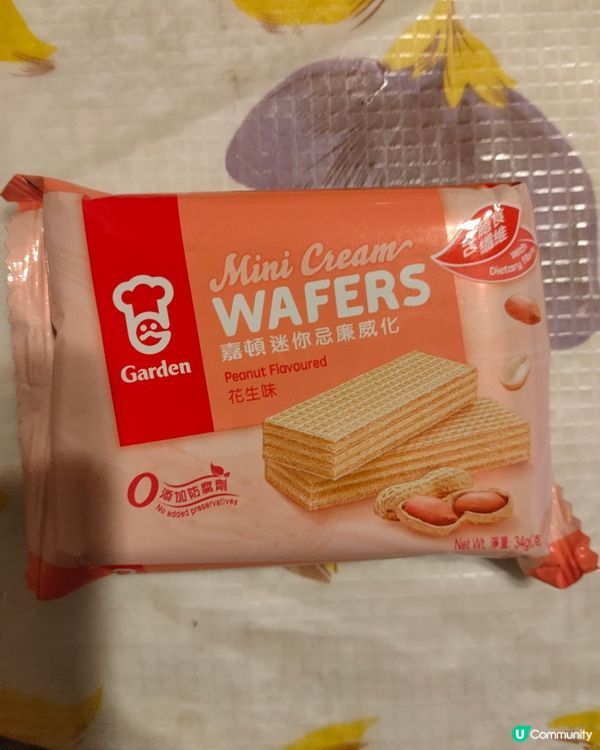 Mini Cream
WAFERS
嘉頓迷你忌廉威化
Peanut Flavoured
花生味
Garden
含膳食
纖維
With
Dietary Fibre
0添加防腐劑
No added preservatives
Net Wt. 淨重: 34g(克)
U Community